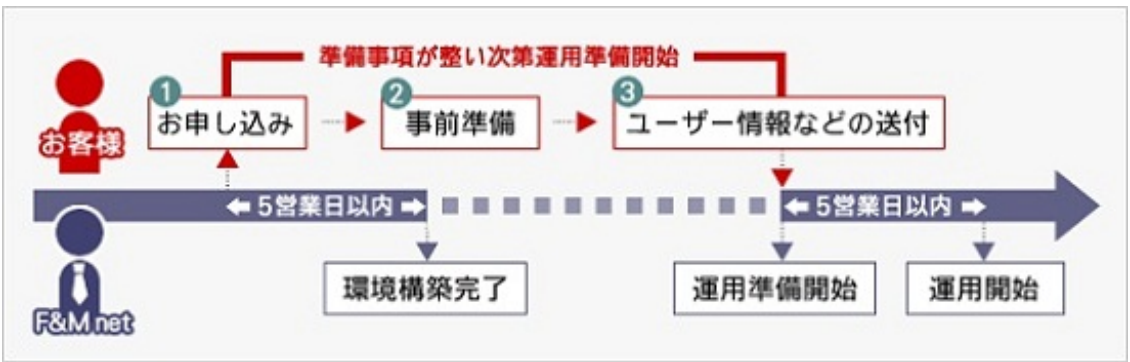 準備事項が整い次第運用準備開始
1
お申し込み
2
事前準備
3
ユーザー情報などの送付
お客様
5営業日以内
5営業日以内
環境構築完了
運用準備開始
運用開始
F&M net